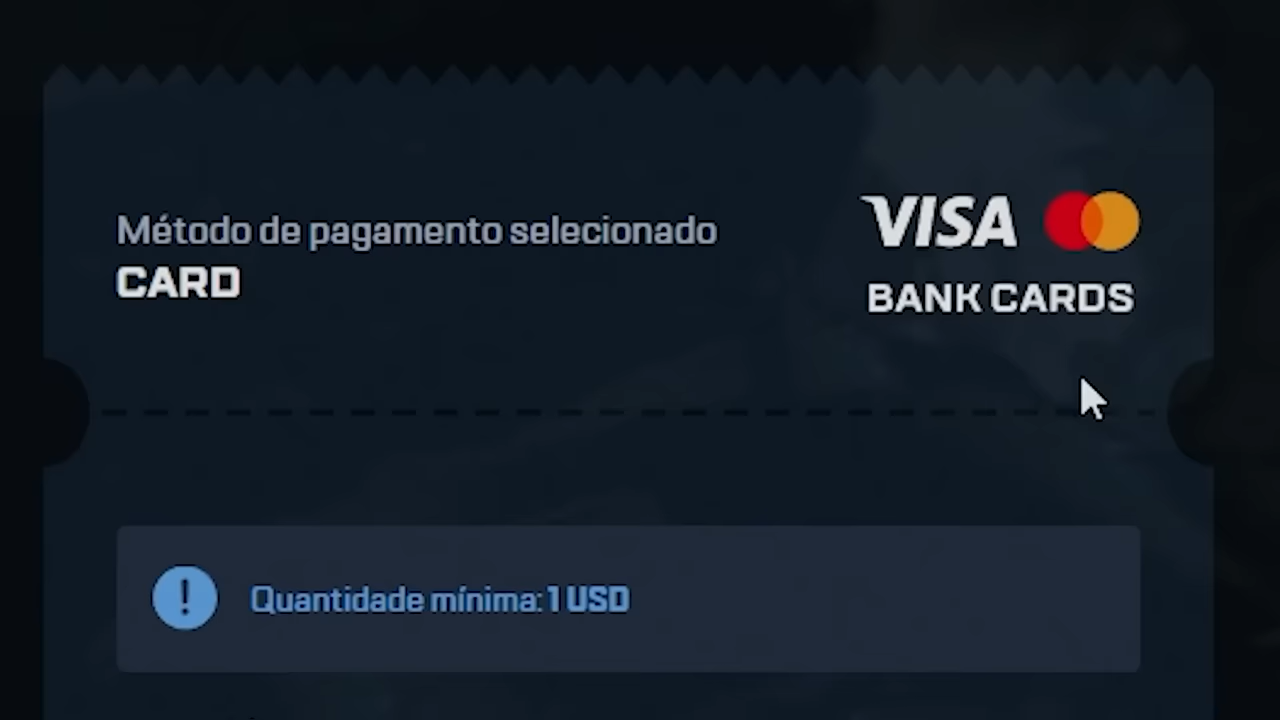 Método de pagamento selecionado
CARD
VISA
BANK CARDS
Quantidade mínima: 1 USD